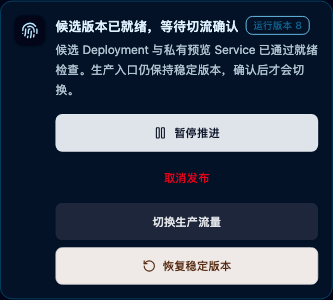 候选版本已就绪，等待切流确认 运行版本 8
候选 Deployment 与私有预览 Service 已通过就绪
检查。生产入口仍保持稳定版本，确认后才会切
换。
暂停推进
取消发布
切换生产流量
恢复稳定版本